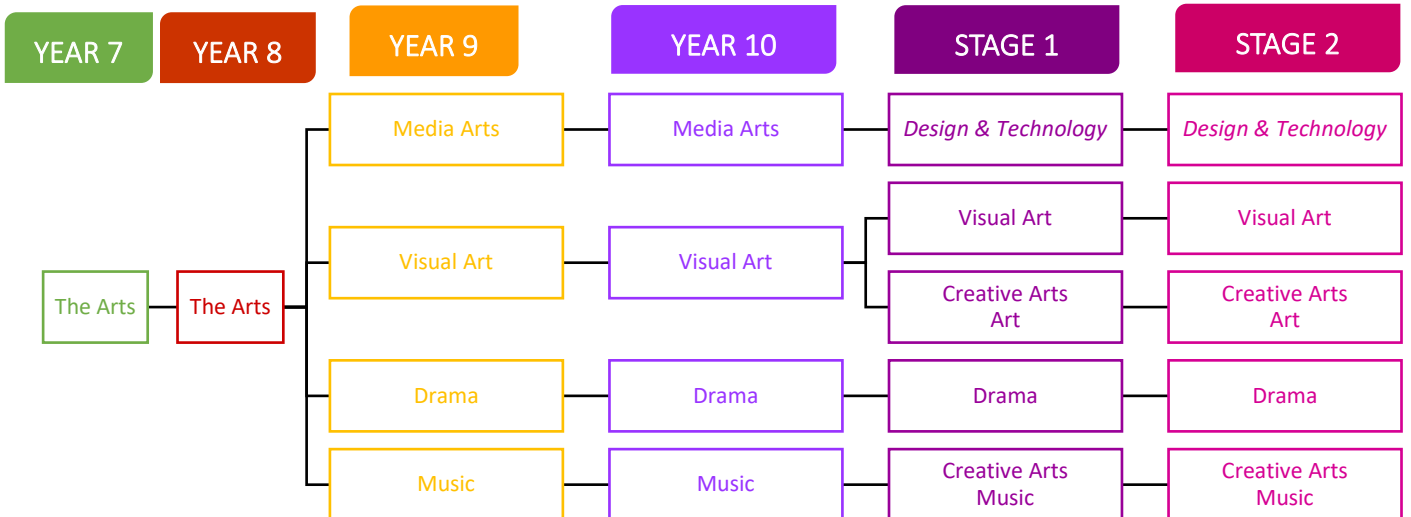 YEAR 7
YEAR 8
YEAR 9
YEAR 10
STAGE 1
STAGE 2
Media Arts
Media Arts
Design & Technology
Design & Technology
Visual Art
Visual Art
Visual Art
Visual Art
The Arts
The Arts
Creative Arts
Art
Creative Arts
Art
Drama
Drama
Drama
Drama
Music
Music
Creative Arts
Music
Creative Arts
Music